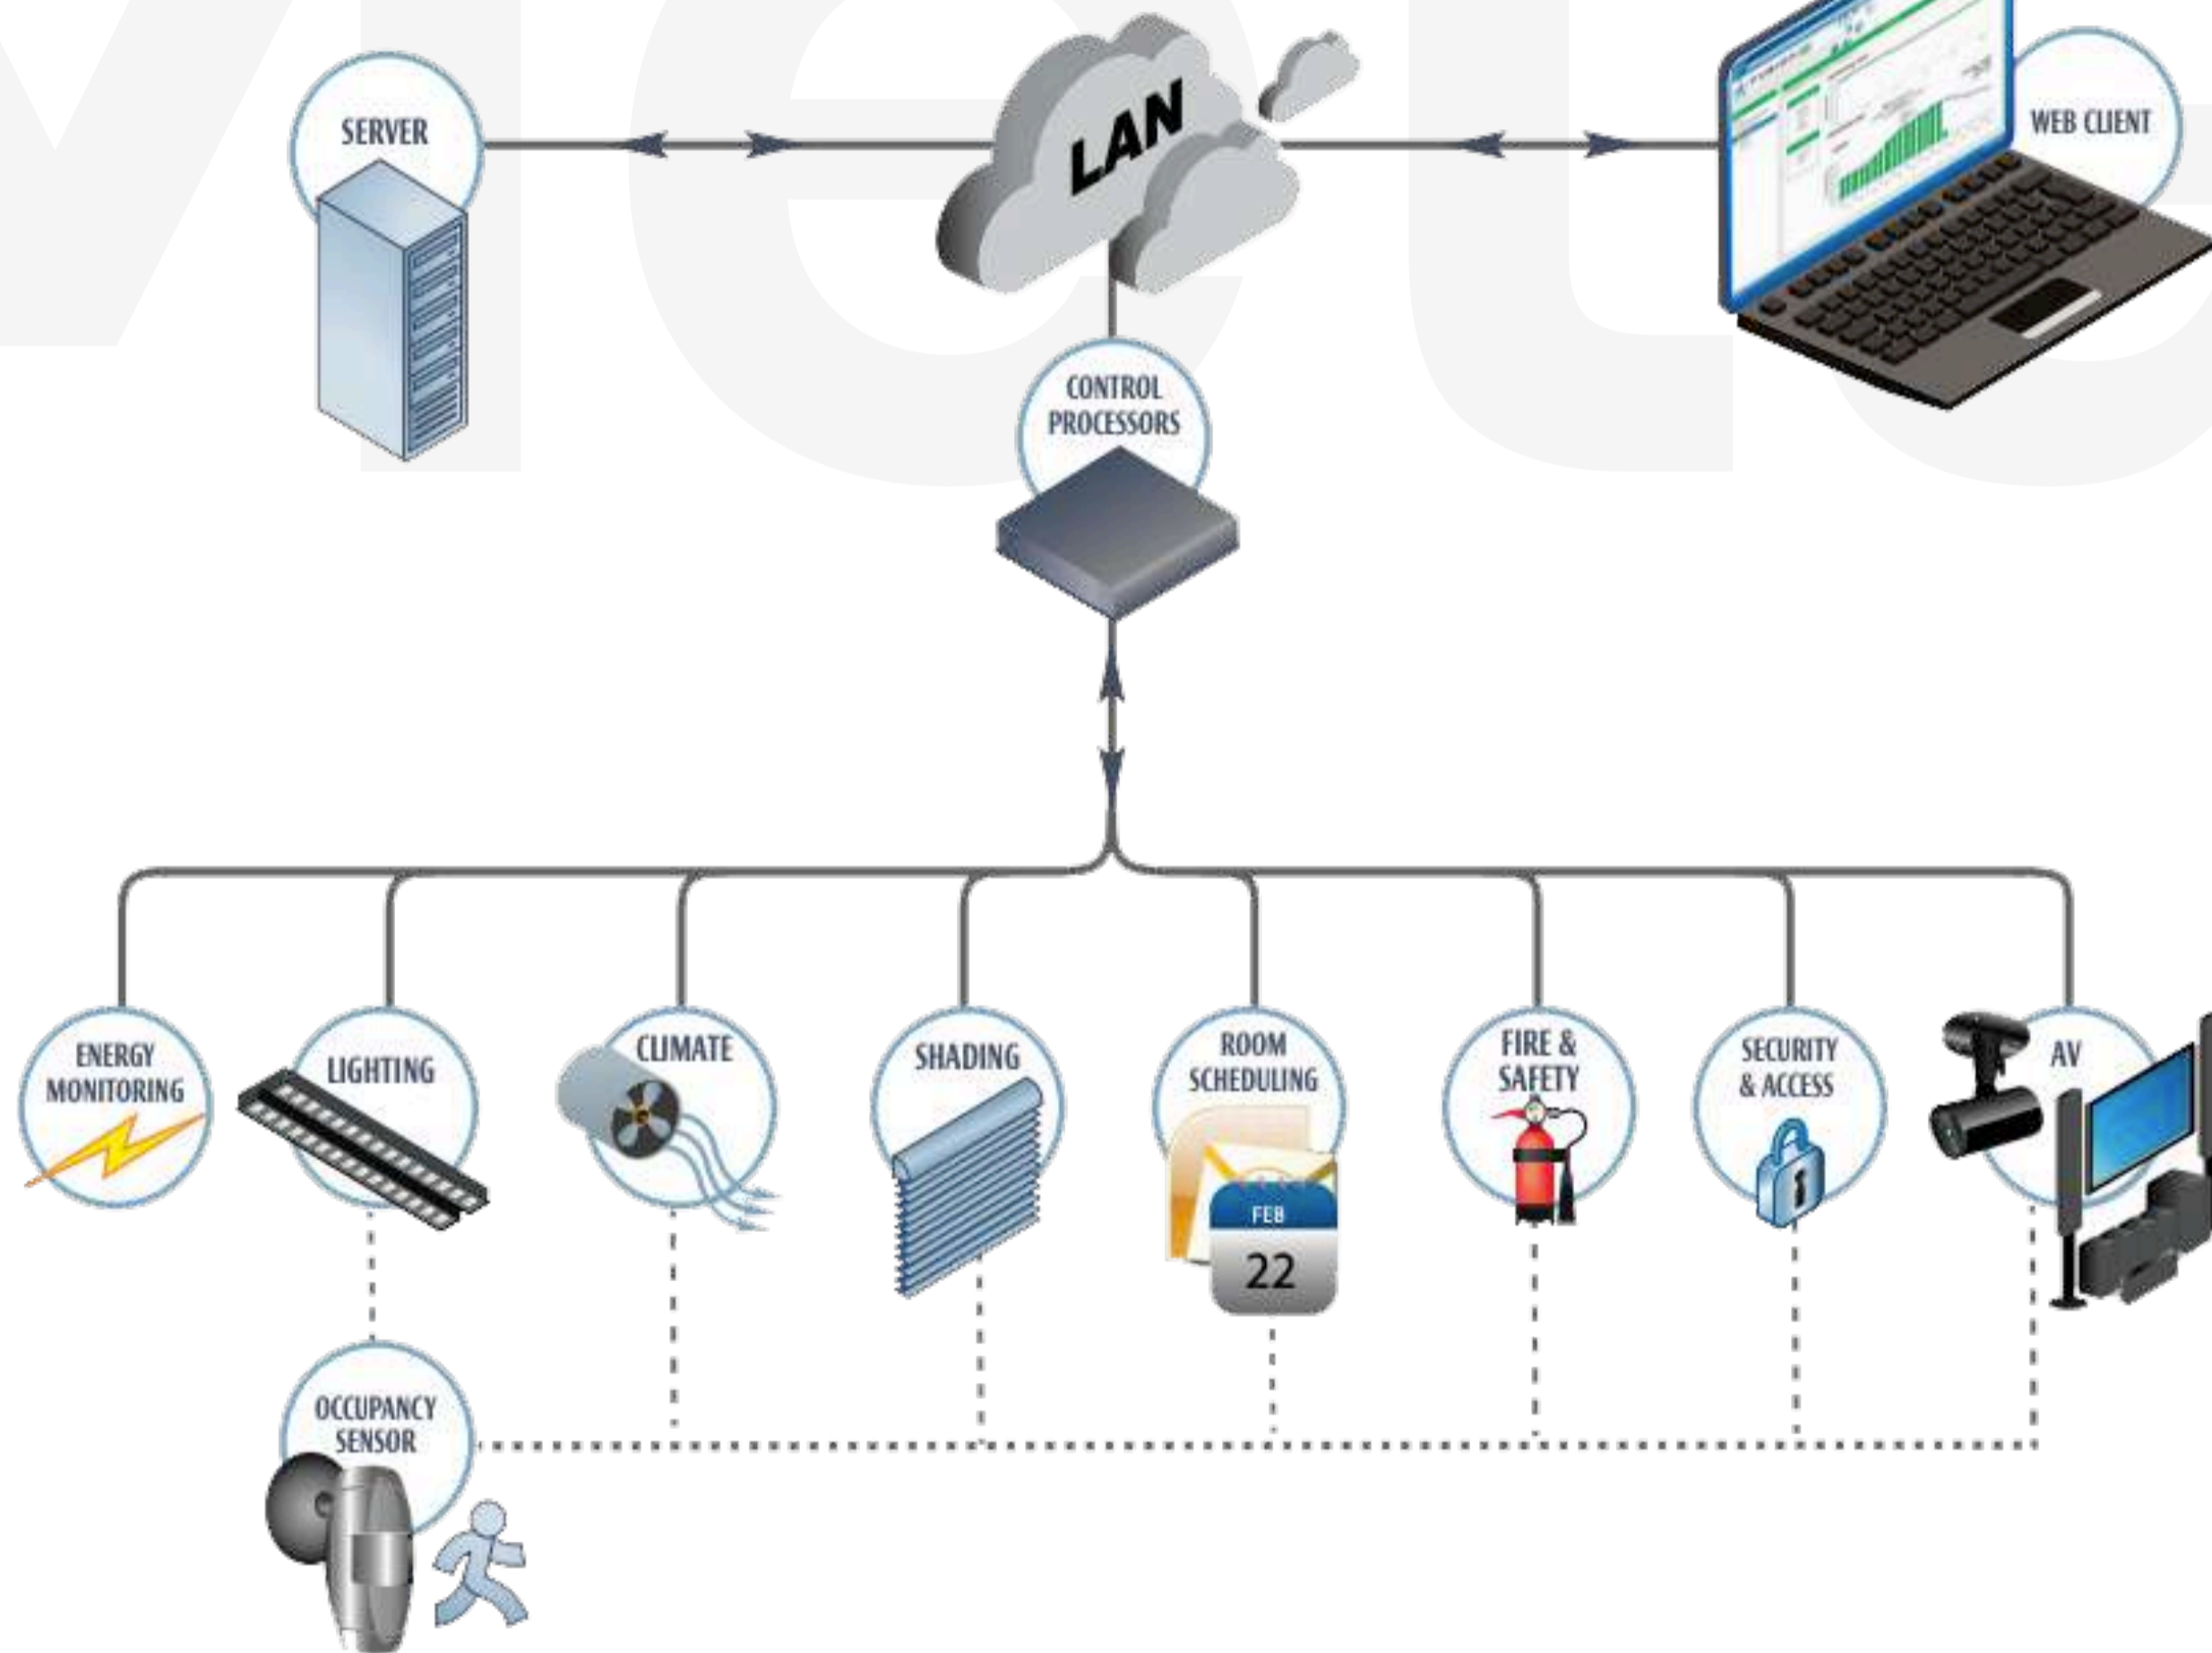 SERVER
LAN
WEB CLIENT
CONTROL
PROCESSORS
ENERGY
MONITORING
LIGHTING
CLIMATE
SHADING
ROOM
SCHEDULING
FEB
22
FIRE &
SAFETY
SECURITY
& ACCESS
AV
OCCUPANCY
SENSOR